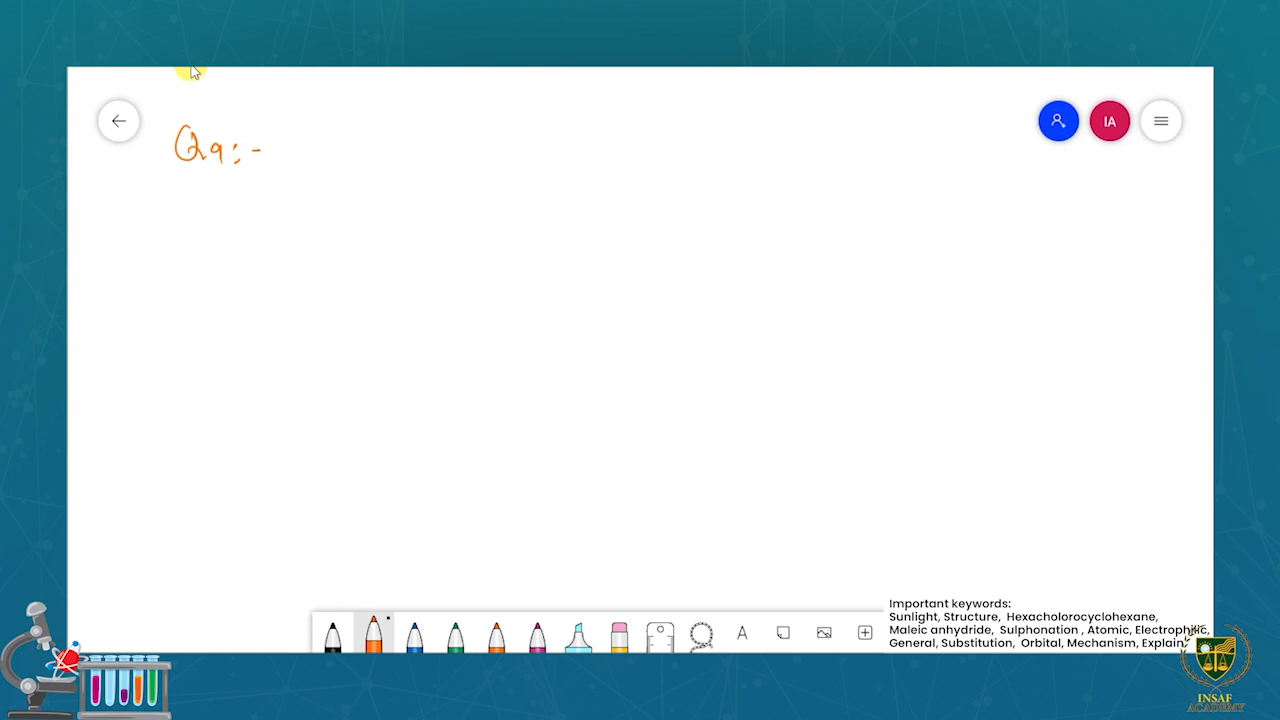 Q9:-
IA
A
Important keywords:
Sunlight, Structure, Hexacholorocyclohexane,
Maleic anhydride, Sulphonation , Atomic, Electrophilic,
General, Substitution, Orbital, Mechanism, Explain
INSAF
ACADEMY